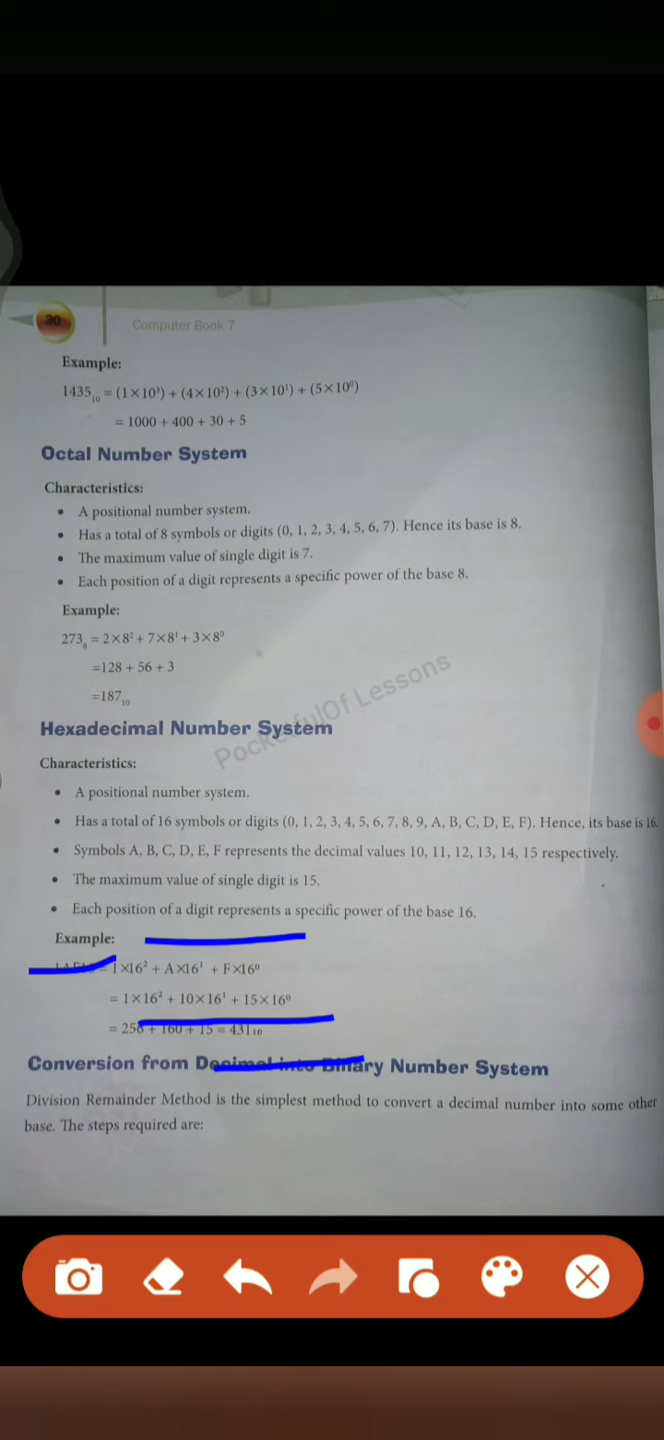 30
Computer Book 7
Example:
1435₁₀ = (1×10³) + (4×10²) + (3×10¹) + (5×10⁰)
= 1000 + 400 + 30 + 5
Octal Number System
Characteristics:
• A positional number system.
• Has a total of 8 symbols or digits (0, 1, 2, 3, 4, 5, 6, 7). Hence its base is 8.
• The maximum value of single digit is 7.
• Each position of a digit represents a specific power of the base 8.
Example:
273₈ = 2×8² + 7×8¹ + 3×8⁰
=128 + 56 + 3
=187₁₀
PocketfulOf Lessons
Hexadecimal Number System
Characteristics:
• A positional number system.
• Has a total of 16 symbols or digits (0, 1, 2, 3, 4, 5, 6, 7, 8, 9, A, B, C, D, E, F). Hence, its base is 16.
• Symbols A, B, C, D, E, F represents the decimal values 10, 11, 12, 13, 14, 15 respectively.
• The maximum value of single digit is 15.
• Each position of a digit represents a specific power of the base 16.
Example:
= 1×16² + A×16¹ + F×16⁰
= 1×16² + 10×16¹ + 15×16⁰
= 256 + 160 + 15 = 431₁₀
Conversion from Decimal into Binary Number System
Division Remainder Method is the simplest method to convert a decimal number into some other
base. The steps required are: